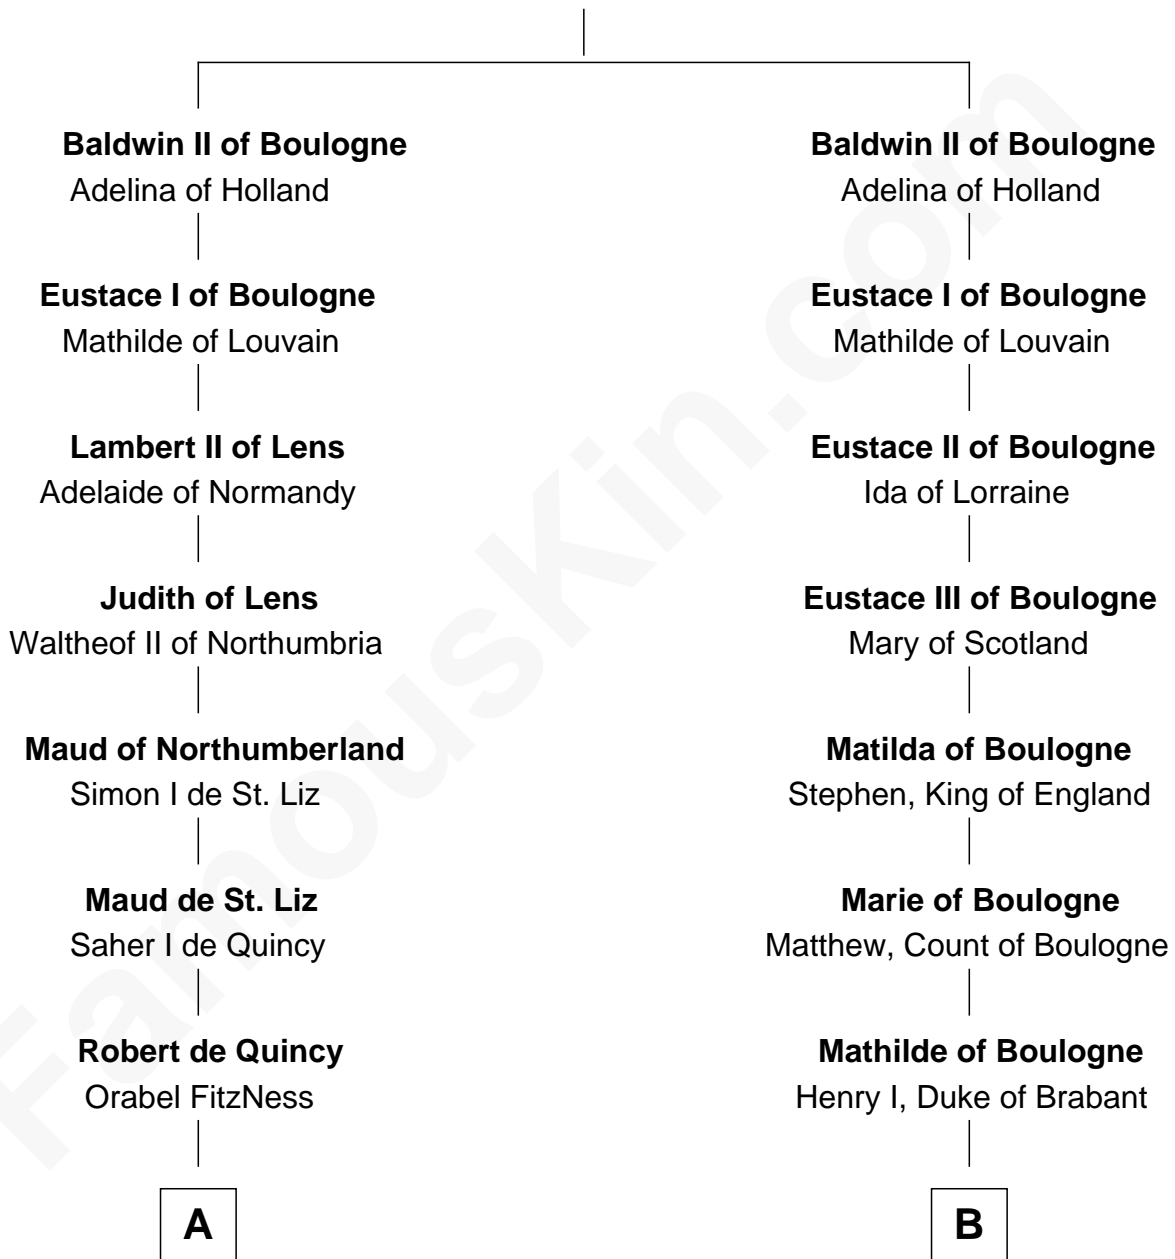 Baldwin II of Boulogne
Adelina of Holland
Eustace I of Boulogne
Mathilde of Louvain
Lambert II of Lens
Adelaide of Normandy
Judith of Lens
Waltheof II of Northumbria
Maud of Northumberland
Simon I de St. Liz
Maud de St. Liz
Saher I de Quincy
Robert de Quincy
Orabel FitzNess
A
Baldwin II of Boulogne
Adelina of Holland
Eustace I of Boulogne
Mathilde of Louvain
Eustace II of Boulogne
Ida of Lorraine
Eustace III of Boulogne
Mary of Scotland
Matilda of Boulogne
Stephen, King of England
Marie of Boulogne
Matthew, Count of Boulogne
Mathilde of Boulogne
Henry I, Duke of Brabant
B
FamousKin.com